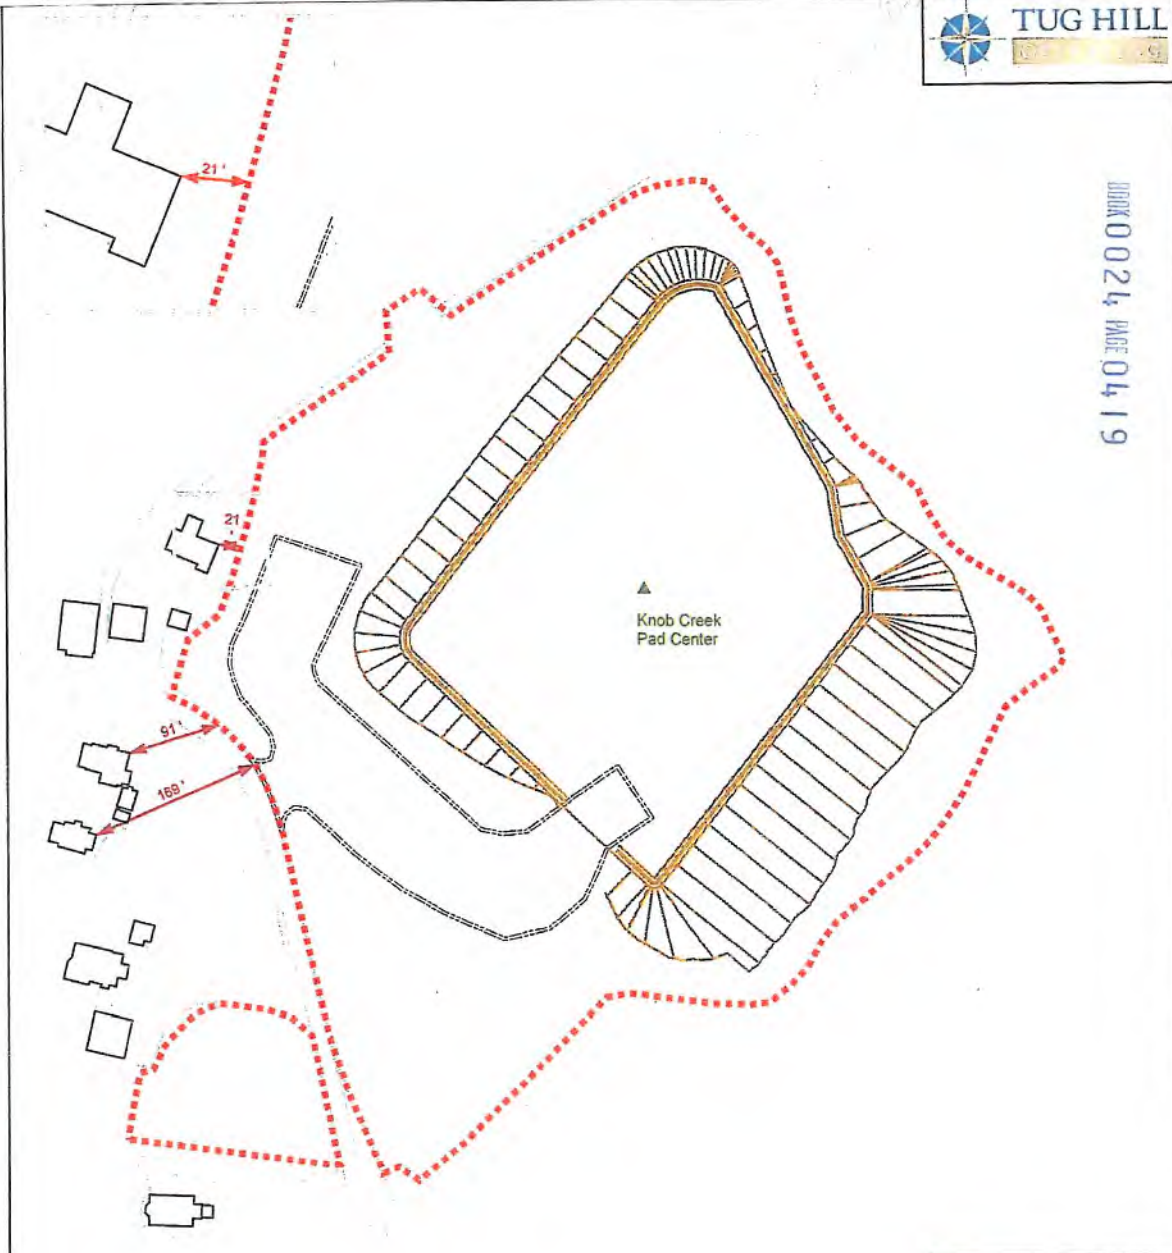 TUG HILL
BOOK 0024 PAGE 0419
21'
21'
Knob Creek
Pad Center
91'
169'